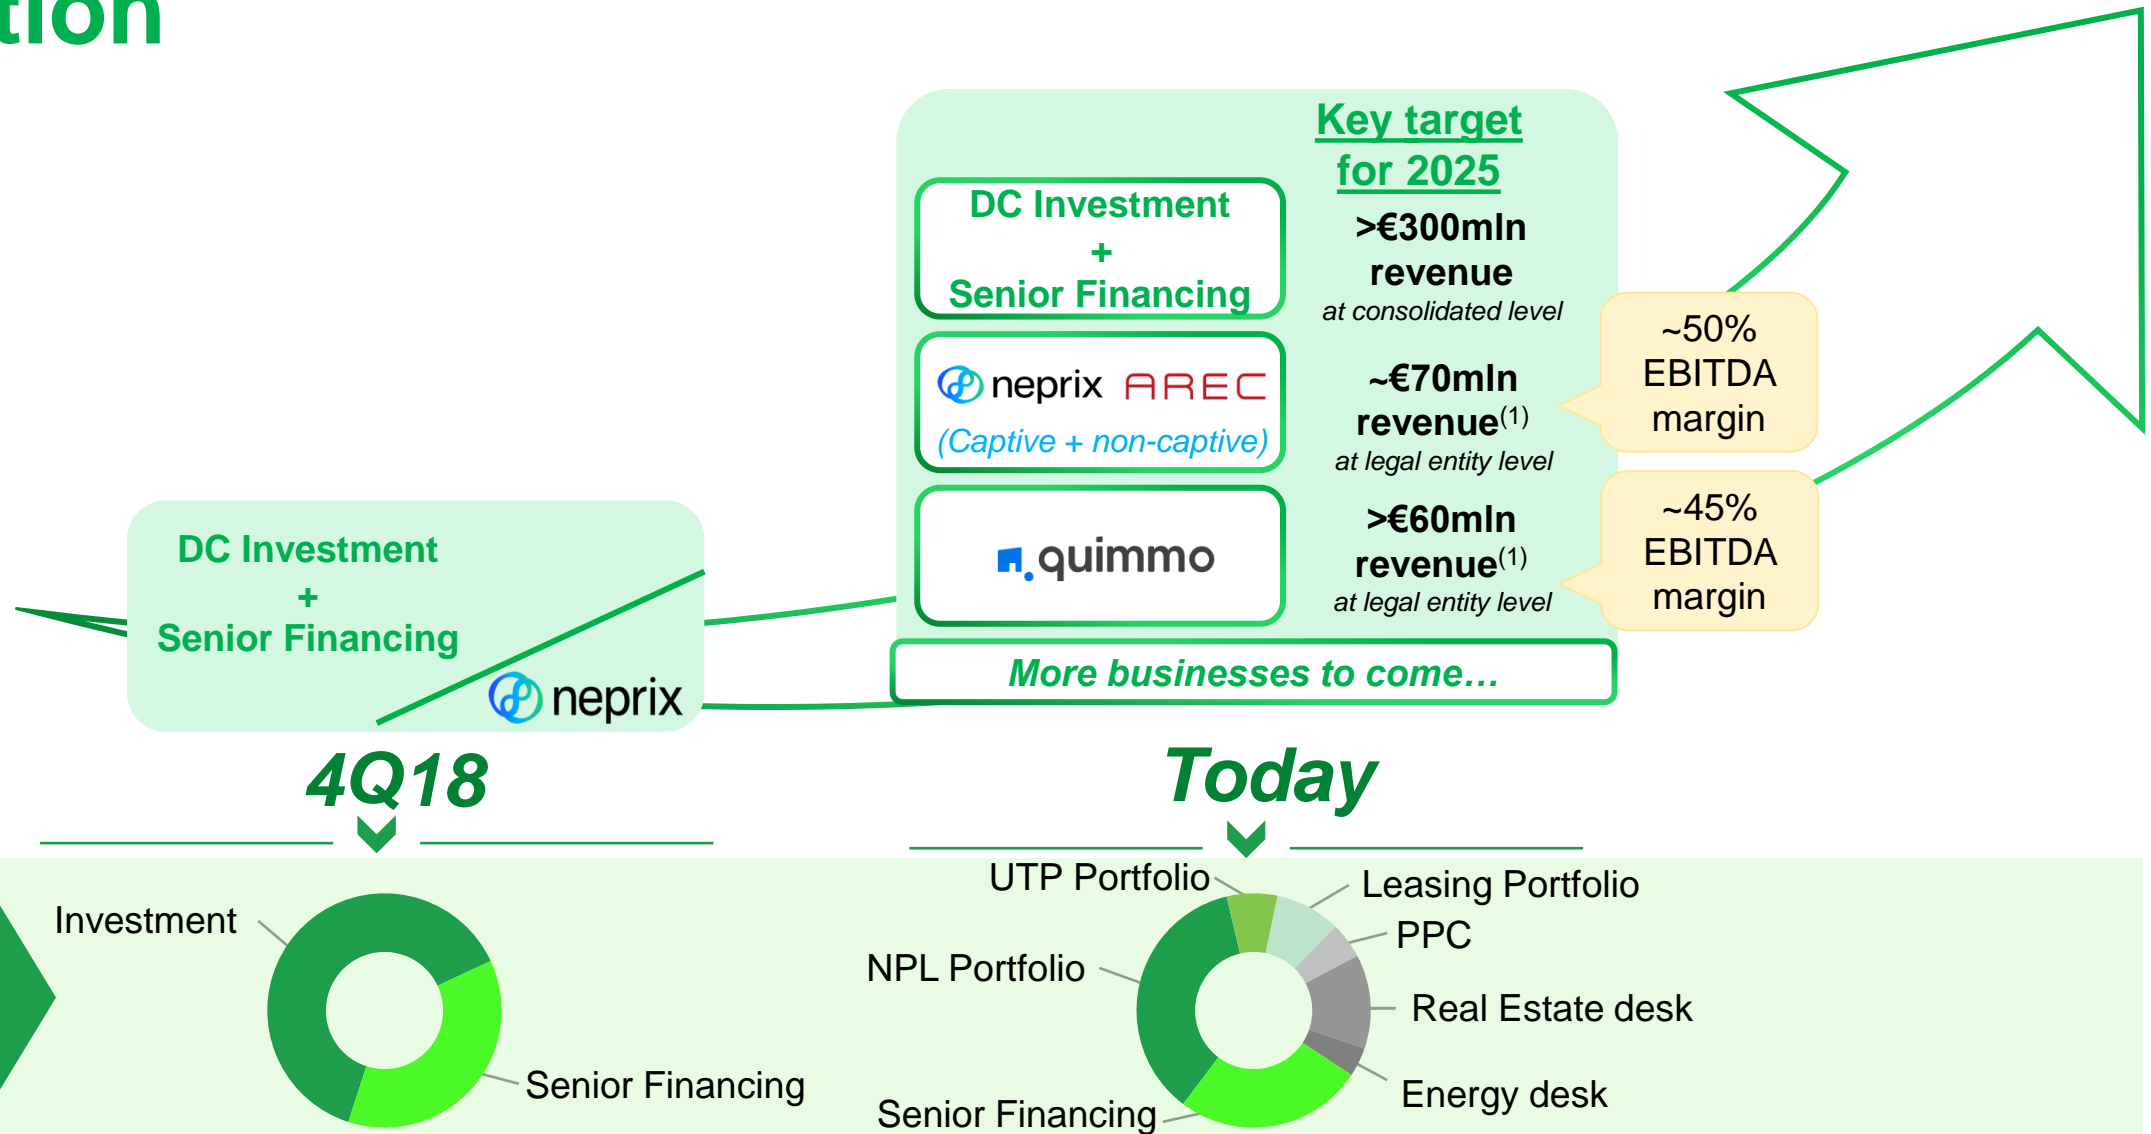 tion
Key target
for 2025
DC Investment
+
Senior Financing
>€300mln
revenue
at consolidated level
neprix AREC
(Captive + non-captive)
~€70mln
revenue(1)
at legal entity level
~50%
EBITDA
margin
quimmo
>€60mln
revenue(1)
at legal entity level
~45%
EBITDA
margin
More businesses to come…
DC Investment
+
Senior Financing
neprix
4Q18
Today
Investment
Senior Financing
UTP Portfolio
Leasing Portfolio
PPC
NPL Portfolio
Real Estate desk
Energy desk
Senior Financing